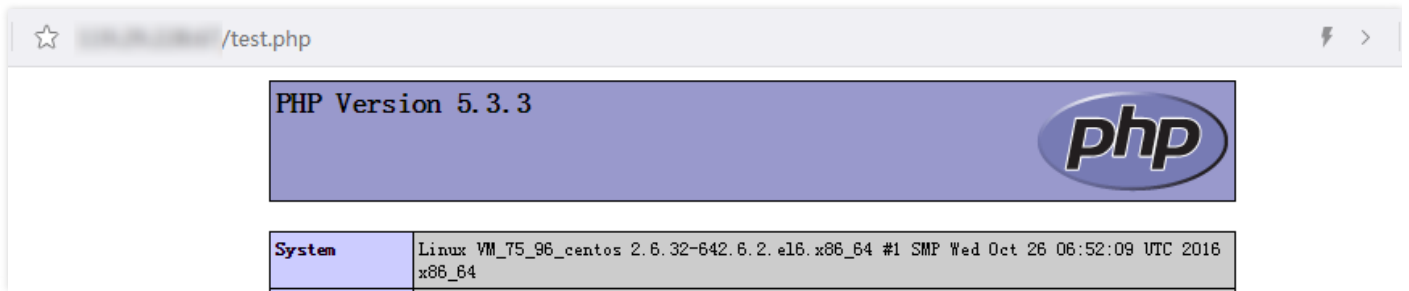 /test.php
PHP Version 5.3.3
php
System
Linux VM_75_96_centos 2.6.32-642.6.2.el6.x86_64 #1 SMP Wed Oct 26 06:52:09 UTC 2016
x86_64